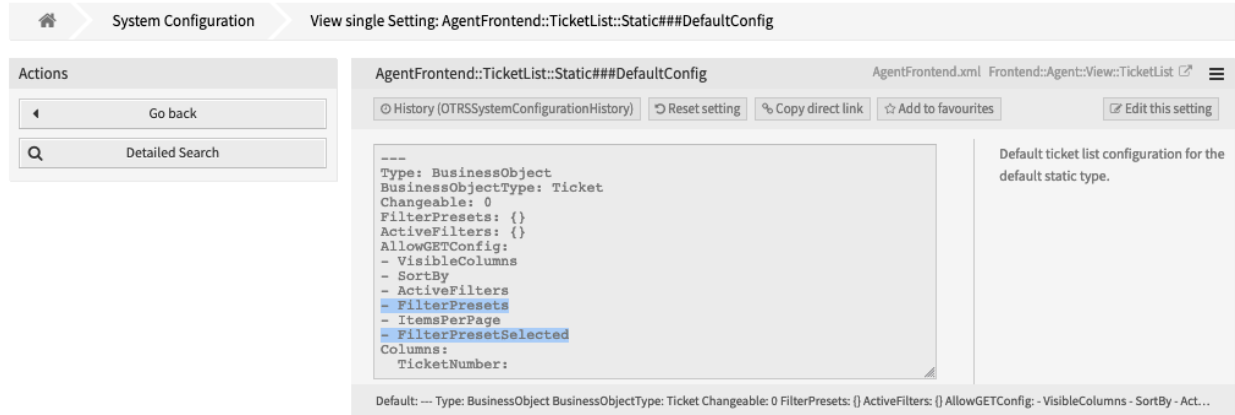 System Configuration
View single Setting: AgentFrontend::TicketList::Static###DefaultConfig
Actions
Go back
Detailed Search
AgentFrontend::TicketList::Static###DefaultConfig
AgentFrontend.xml Frontend::Agent::View::TicketList
History (OTRSSystemConfigurationHistory) Reset setting Copy direct link Add to favourites Edit this setting
---
Type: BusinessObject
BusinessObjectType: Ticket
Changeable: 0
FilterPresets: {}
ActiveFilters: {}
AllowGETConfig:
- VisibleColumns
- SortBy
- ActiveFilters
- FilterPresets
- ItemsPerPage
- FilterPresetSelected
Columns:
  TicketNumber:
Default ticket list configuration for the
default static type.
Default: --- Type: BusinessObject BusinessObjectType: Ticket Changeable: 0 FilterPresets: {} ActiveFilters: {} AllowGETConfig: - VisibleColumns - SortBy - Act...